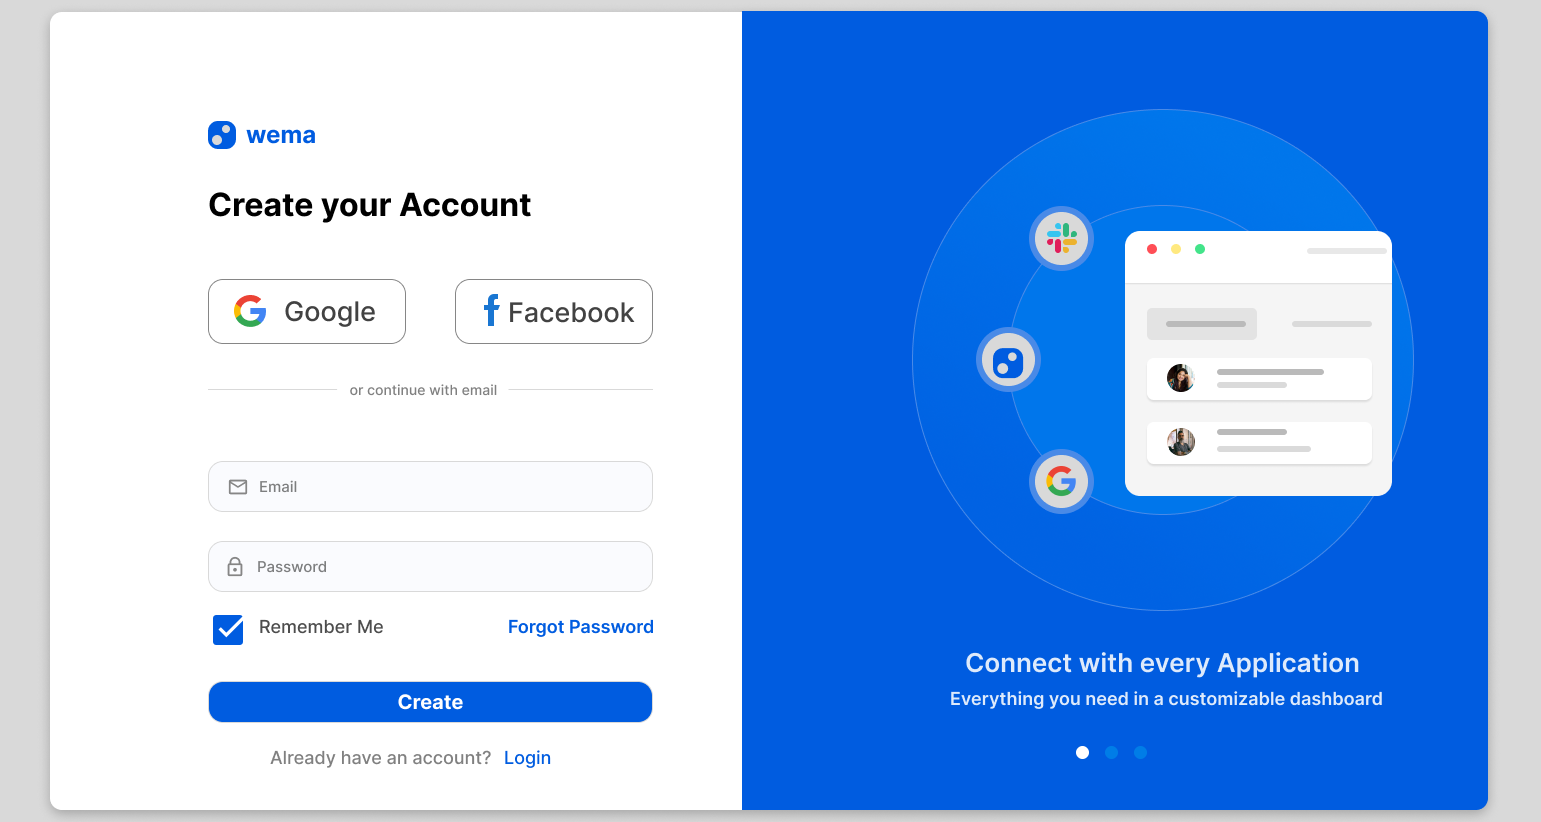 wema
Create your Account
Google Facebook
or continue with email
Email
Password
Remember Me Forgot Password
Create
Already have an account? Login
Connect with every Application
Everything you need in a customizable dashboard